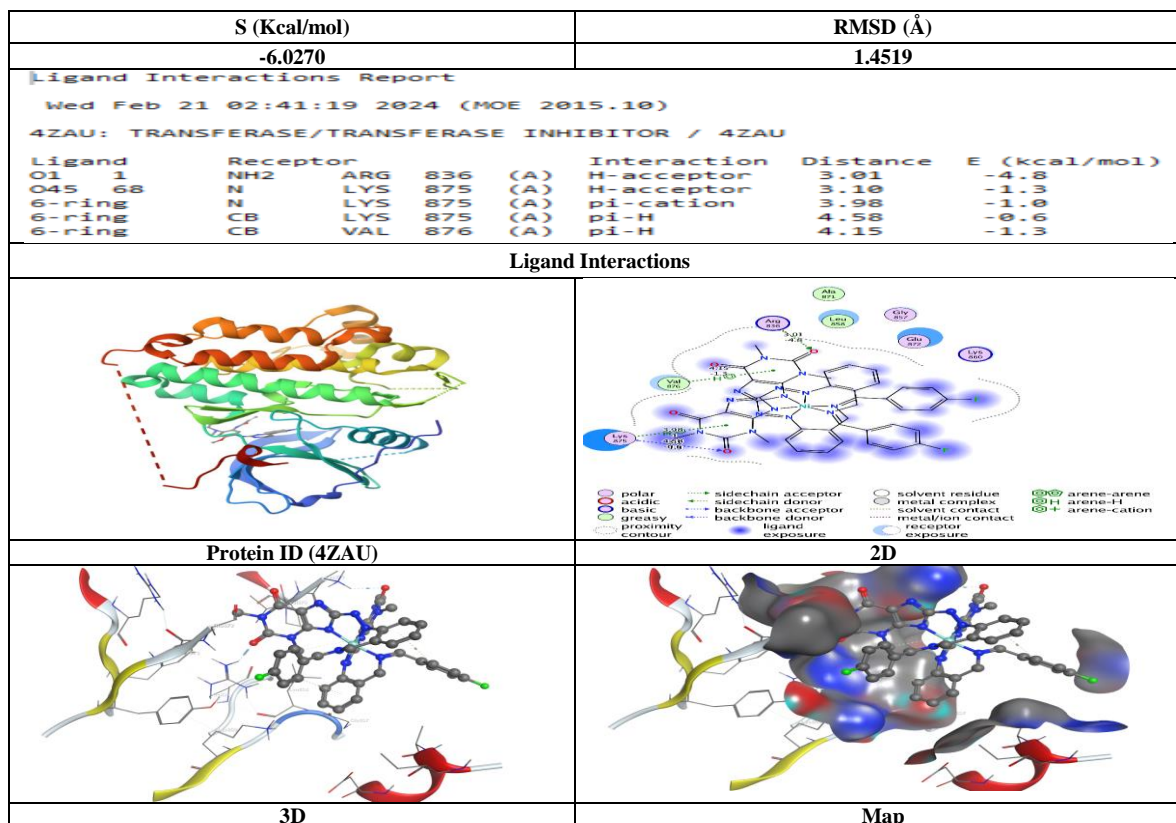 S (Kcal/mol) RMSD (Å)
-6.0270 1.4519
Ligand Interactions Report
Wed Feb 21 02:41:19 2024 (MOE 2015.10)
4ZAU: TRANSFERASE/TRANSFERASE INHIBITOR / 4ZAU
Ligand Receptor Interaction Distance E (kcal/mol)
O1 1 NH2 ARG 836 (A) H-acceptor 3.01 -4.8
O45 68 N LYS 875 (A) H-acceptor 3.10 -1.3
6-ring N LYS 875 (A) pi-cation 3.98 -1.0
6-ring CB LYS 875 (A) pi-H 4.58 -0.6
6-ring CB VAL 876 (A) pi-H 4.15 -1.3
Ligand Interactions
Ala
871
Arg
836
Leu
858
Gly
857
Glu
872
Lys
860
3.01
-4.8
Val
876
4.15
-1.3
H
Lys
875
3.98
polar sidechain acceptor solvent residue arene-arene
acidic sidechain donor metal complex H arene-H
basic backbone acceptor solvent contact + arene-cation
greasy backbone donor metal/ion contact
proximity contour ligand exposure receptor exposure
Protein ID (4ZAU) 2D
3D Map